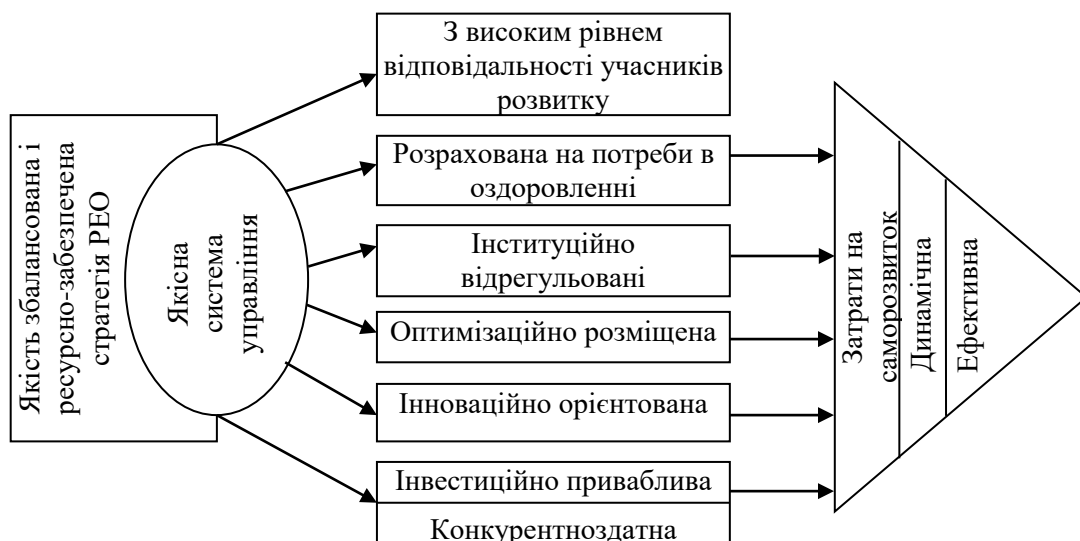 Якість збалансована і
ресурсно-забезпечена
стратегія РЕО
Якісна
система
управління
З високим рівнем
відповідальності учасників
розвитку
Розрахована на потреби в
оздоровленні
Інституційно
відрегульовані
Оптимізаційно розміщена
Інноваційно орієнтована
Інвестиційно приваблива
Конкурентноздатна
Затрати на
саморозвиток
Динамічна
Ефективна